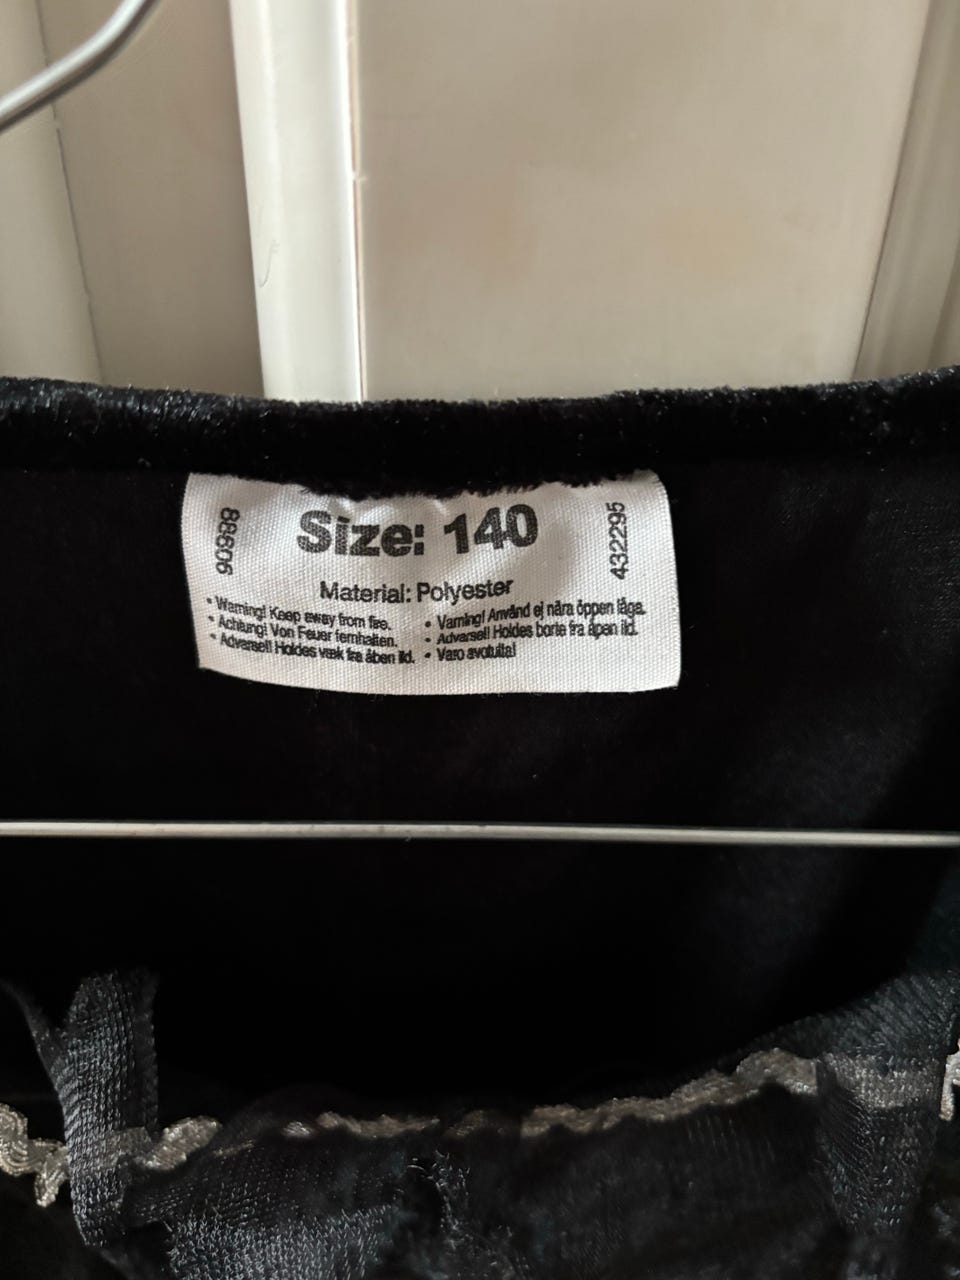 88606
Size: 140
432295
Material: Polyester
• Warning! Keep away from fire.
• Achtung! Von Feuer fernhalten.
• Advarsel! Holdes væk fra åben ild.
• Varning! Använd ej nära öppen låga.
• Advarsel! Holdes borte fra åpen ild.
• Varo avotulta!